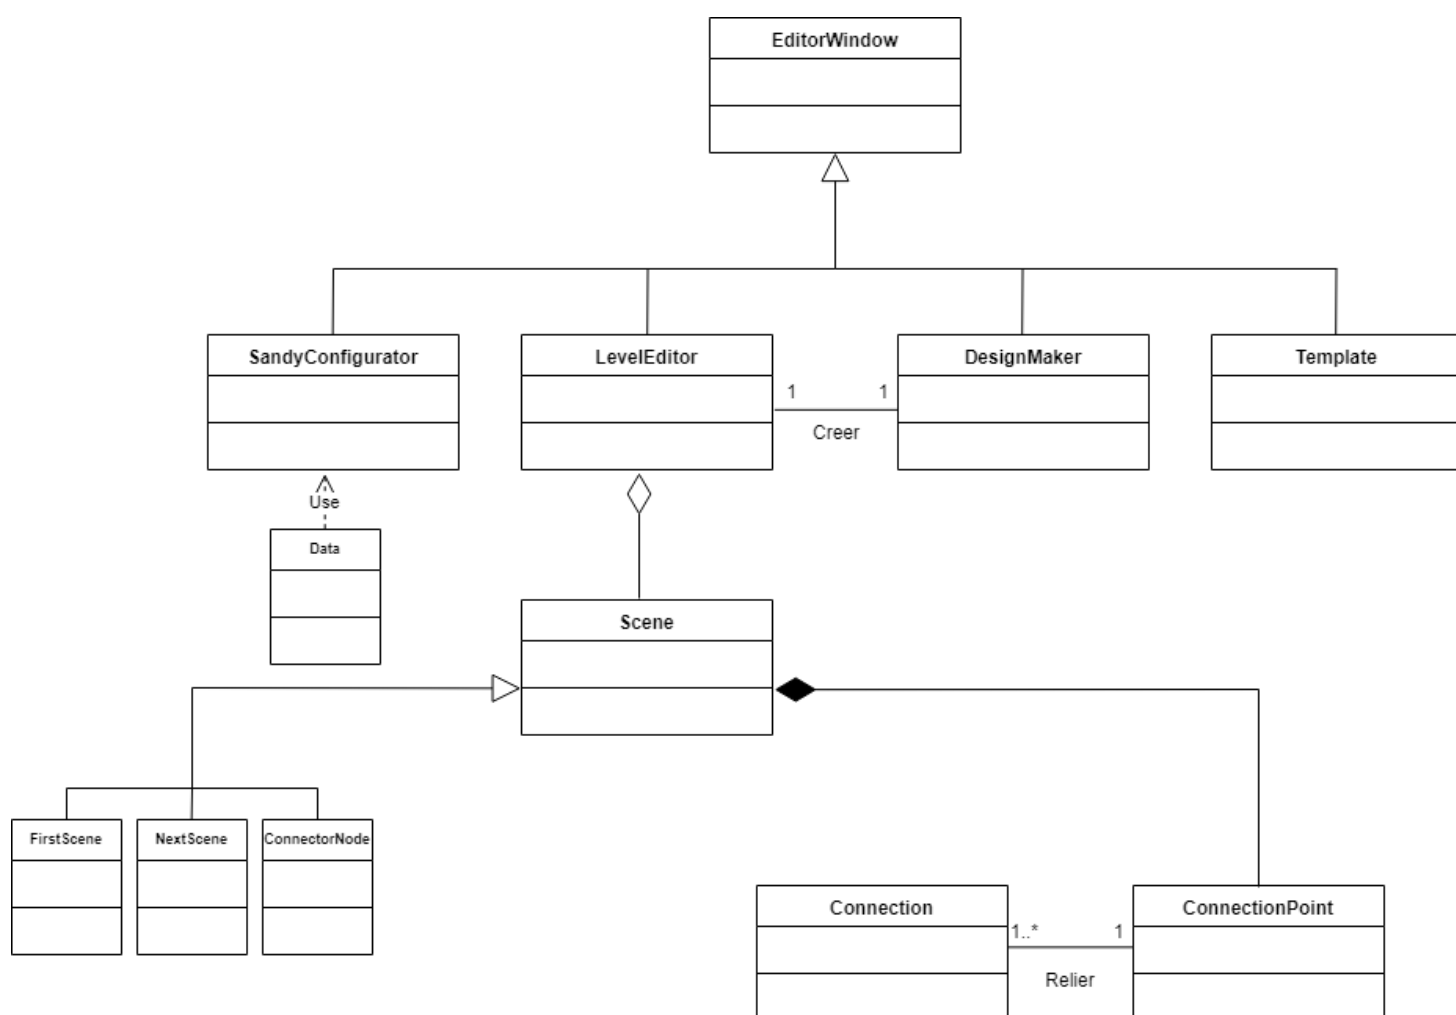 EditorWindow
SandyConfigurator
LevelEditor
DesignMaker
Template
1
1
Creer
Use
Data
Scene
FirstScene
NextScene
ConnectorNode
Connection
ConnectionPoint
1..*
1
Relier